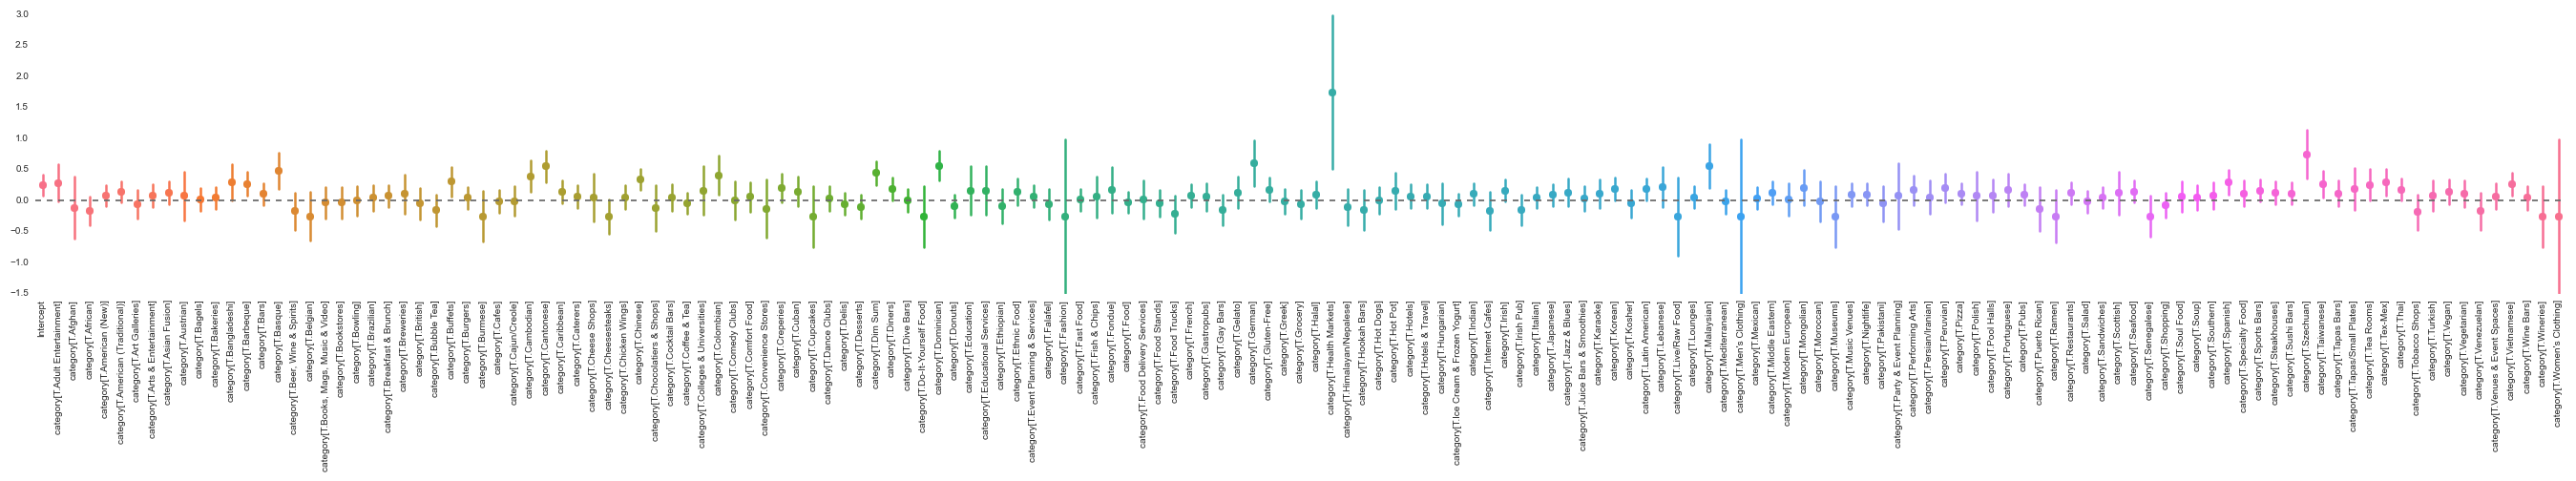 3.0
2.5
2.0
1.5
1.0
0.5
0.0
−0.5
−1.0
−1.5
Intercept
category[T.Adult Entertainment]
category[T.Afghan]
category[T.African]
category[T.American (New)]
category[T.American (Traditional)]
category[T.Art Galleries]
category[T.Arts & Entertainment]
category[T.Asian Fusion]
category[T.Austrian]
category[T.Bagels]
category[T.Bakeries]
category[T.Bangladeshi]
category[T.Barbeque]
category[T.Bars]
category[T.Basque]
category[T.Beer, Wine & Spirits]
category[T.Belgian]
category[T.Books, Mags, Music & Video]
category[T.Bookstores]
category[T.Bowling]
category[T.Brazilian]
category[T.Breakfast & Brunch]
category[T.Breweries]
category[T.British]
category[T.Bubble Tea]
category[T.Buffets]
category[T.Burgers]
category[T.Burmese]
category[T.Cafes]
category[T.Cajun/Creole]
category[T.Cambodian]
category[T.Cantonese]
category[T.Caribbean]
category[T.Caterers]
category[T.Cheese Shops]
category[T.Cheesesteaks]
category[T.Chicken Wings]
category[T.Chinese]
category[T.Chocolatiers & Shops]
category[T.Cocktail Bars]
category[T.Coffee & Tea]
category[T.Colleges & Universities]
category[T.Colombian]
category[T.Comedy Clubs]
category[T.Comfort Food]
category[T.Convenience Stores]
category[T.Creperies]
category[T.Cuban]
category[T.Cupcakes]
category[T.Dance Clubs]
category[T.Delis]
category[T.Desserts]
category[T.Dim Sum]
category[T.Diners]
category[T.Dive Bars]
category[T.Do-It-Yourself Food]
category[T.Dominican]
category[T.Donuts]
category[T.Education]
category[T.Educational Services]
category[T.Ethiopian]
category[T.Ethnic Food]
category[T.Event Planning & Services]
category[T.Falafel]
category[T.Fashion]
category[T.Fast Food]
category[T.Fish & Chips]
category[T.Fondue]
category[T.Food]
category[T.Food Delivery Services]
category[T.Food Stands]
category[T.Food Trucks]
category[T.French]
category[T.Gastropubs]
category[T.Gay Bars]
category[T.Gelato]
category[T.German]
category[T.Gluten-Free]
category[T.Greek]
category[T.Grocery]
category[T.Halal]
category[T.Health Markets]
category[T.Himalayan/Nepalese]
category[T.Hookah Bars]
category[T.Hot Dogs]
category[T.Hot Pot]
category[T.Hotels]
category[T.Hotels & Travel]
category[T.Hungarian]
category[T.Ice Cream & Frozen Yogurt]
category[T.Indian]
category[T.Internet Cafes]
category[T.Irish]
category[T.Irish Pub]
category[T.Italian]
category[T.Japanese]
category[T.Jazz & Blues]
category[T.Juice Bars & Smoothies]
category[T.Karaoke]
category[T.Korean]
category[T.Kosher]
category[T.Latin American]
category[T.Lebanese]
category[T.Live/Raw Food]
category[T.Lounges]
category[T.Malaysian]
category[T.Mediterranean]
category[T.Men's Clothing]
category[T.Mexican]
category[T.Middle Eastern]
category[T.Modern European]
category[T.Mongolian]
category[T.Moroccan]
category[T.Museums]
category[T.Music Venues]
category[T.Nightlife]
category[T.Pakistani]
category[T.Party & Event Planning]
category[T.Performing Arts]
category[T.Persian/Iranian]
category[T.Peruvian]
category[T.Pizza]
category[T.Polish]
category[T.Pool Halls]
category[T.Portuguese]
category[T.Pubs]
category[T.Puerto Rican]
category[T.Ramen]
category[T.Restaurants]
category[T.Salad]
category[T.Sandwiches]
category[T.Scottish]
category[T.Seafood]
category[T.Senegalese]
category[T.Shopping]
category[T.Soul Food]
category[T.Soup]
category[T.Southern]
category[T.Spanish]
category[T.Specialty Food]
category[T.Sports Bars]
category[T.Steakhouses]
category[T.Sushi Bars]
category[T.Szechuan]
category[T.Taiwanese]
category[T.Tapas Bars]
category[T.Tapas/Small Plates]
category[T.Tea Rooms]
category[T.Tex-Mex]
category[T.Thai]
category[T.Tobacco Shops]
category[T.Turkish]
category[T.Vegan]
category[T.Vegetarian]
category[T.Venezuelan]
category[T.Venues & Event Spaces]
category[T.Vietnamese]
category[T.Wine Bars]
category[T.Wineries]
category[T.Women's Clothing]